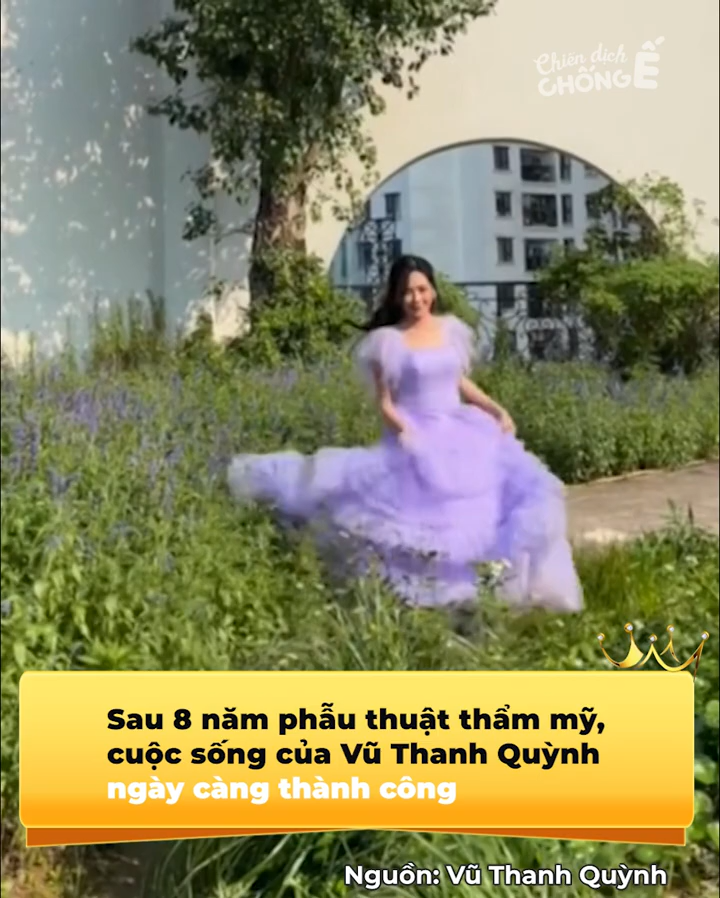 Chiến dịch
CHỐNG Ế
Sau 8 năm phẫu thuật thẩm mỹ,
cuộc sống của Vũ Thanh Quỳnh
ngày càng thành công
Nguồn: Vũ Thanh Quỳnh